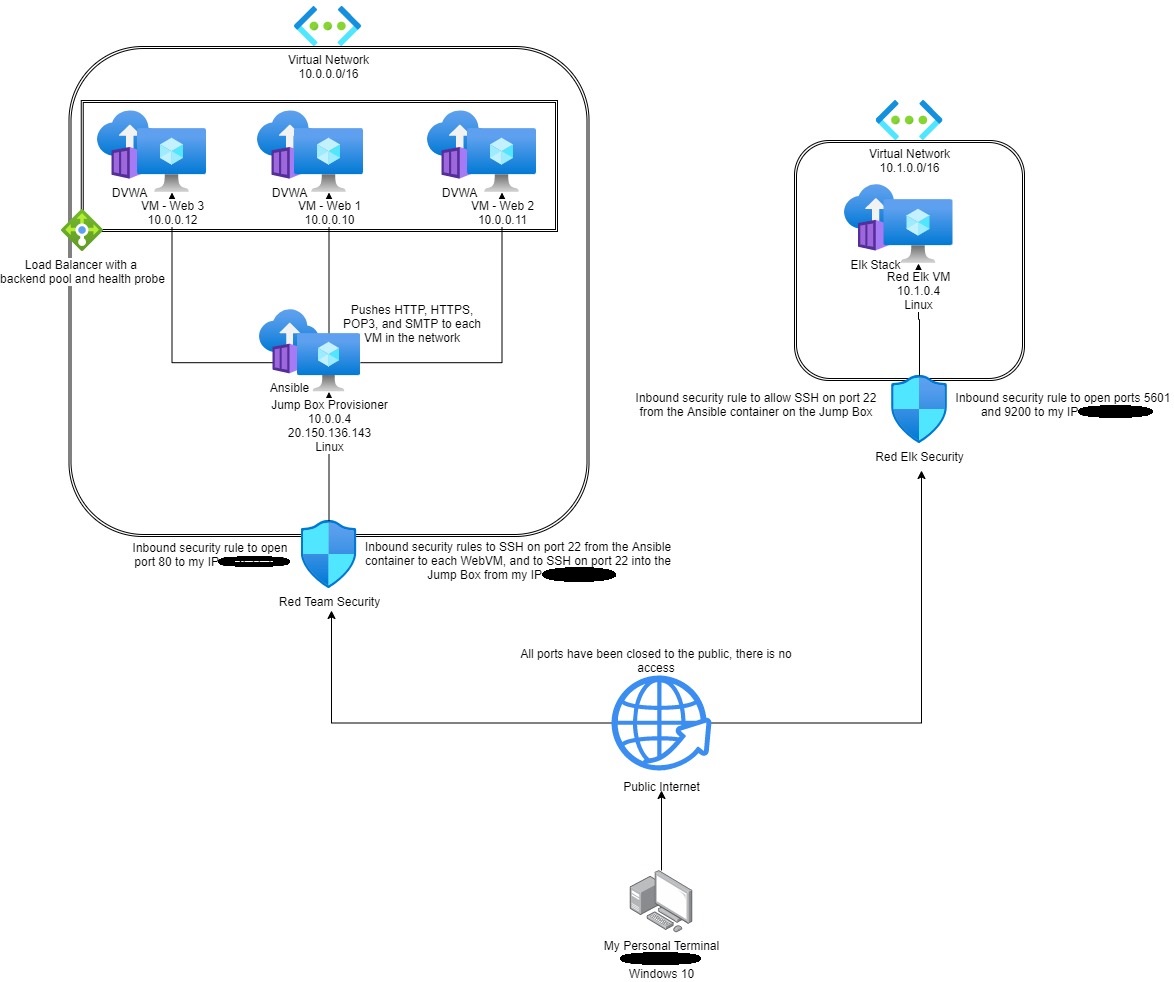 Virtual Network
10.0.0.0/16
DVWA
VM - Web 3
10.0.0.12
DVWA
VM - Web 1
10.0.0.10
DVWA
VM - Web 2
10.0.0.11
Load Balancer with a
backend pool and health probe
Pushes HTTP, HTTPS,
POP3, and SMTP to each
VM in the network
Ansible
Jump Box Provisioner
10.0.0.4
20.150.136.143
Linux
Inbound security rule to open
port 80 to my IP
Inbound security rules to SSH on port 22 from the Ansible
container to each WebVM, and to SSH on port 22 into the
Jump Box from my IP
Red Team Security
Virtual Network
10.1.0.0/16
Elk Stack
Red Elk VM
10.1.0.4
Linux
Inbound security rule to allow SSH on port 22
from the Ansible container on the Jump Box
Inbound security rule to open ports 5601
and 9200 to my IP
Red Elk Security
All ports have been closed to the public, there is no
access
Public Internet
My Personal Terminal
Windows 10